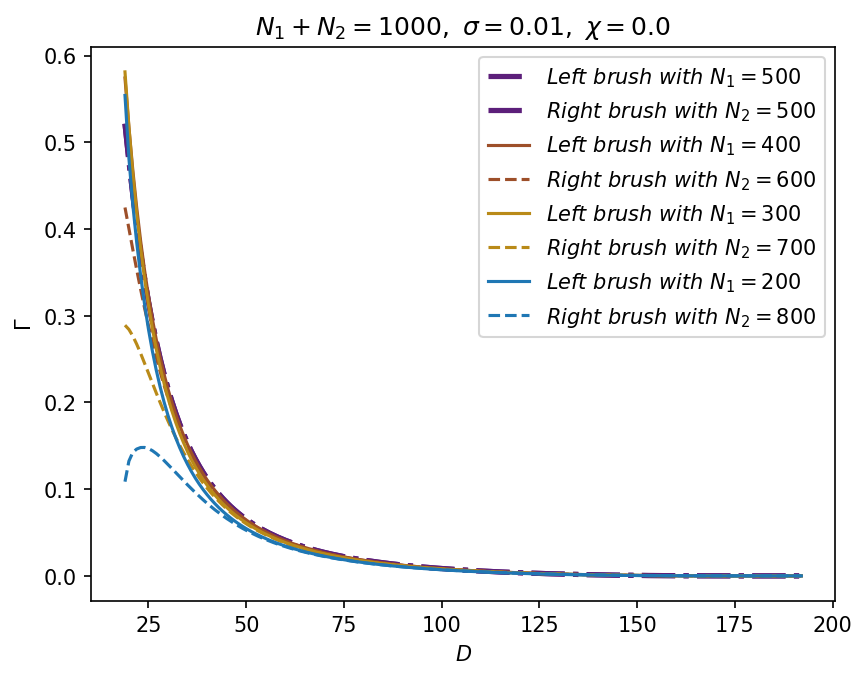 N₁ + N₂ = 1000, σ = 0.01, χ = 0.0
0.6
0.5
0.4
0.3
0.2
0.1
0.0
Γ
Left brush with N₁ = 500
Right brush with N₂ = 500
Left brush with N₁ = 400
Right brush with N₂ = 600
Left brush with N₁ = 300
Right brush with N₂ = 700
Left brush with N₁ = 200
Right brush with N₂ = 800
25 50 75 100 125 150 175 200
D